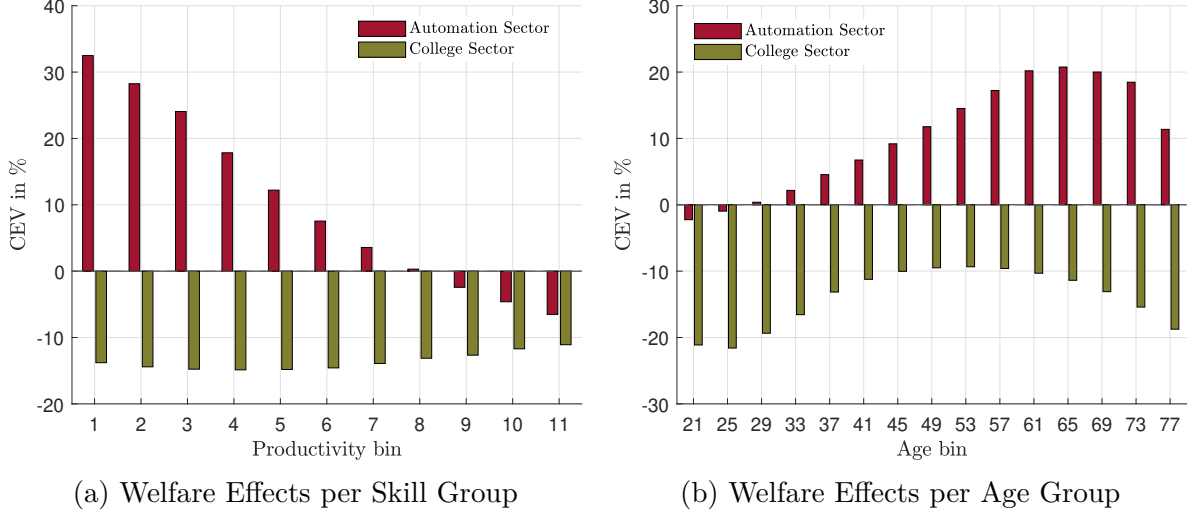 40
30
20
10
0
-10
-20
CEV in %
Automation Sector
College Sector
1 2 3 4 5 6 7 8 9 10 11
Productivity bin
(a) Welfare Effects per Skill Group
30
20
10
0
-10
-20
-30
CEV in %
Automation Sector
College Sector
21 25 29 33 37 41 45 49 53 57 61 65 69 73 77
Age bin
(b) Welfare Effects per Age Group